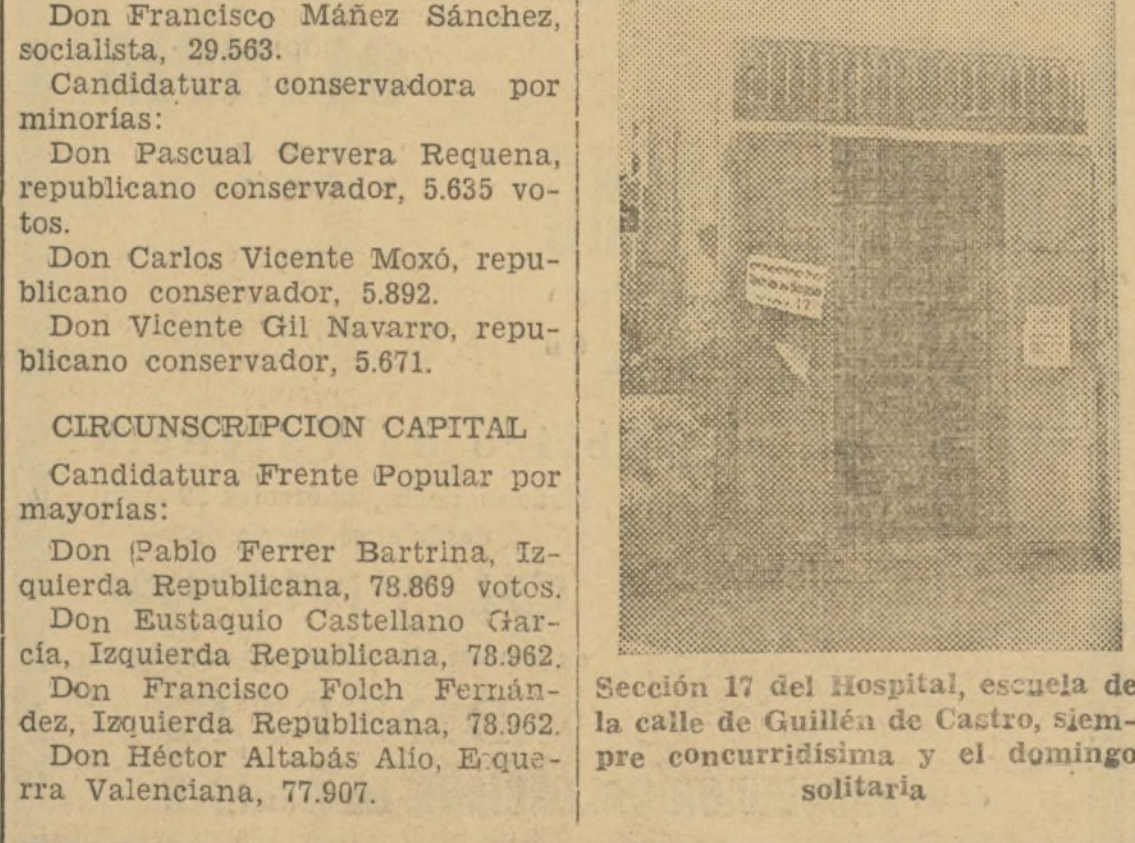 Don Francisco Máñez Sánchez,
socialista, 29.563.
Candidatura conservadora por
minorías:
Don Pascual Cervera Requena,
republicano conservador, 5.635 vo-
tos.
Don Carlos Vicente Moxó, repu-
blicano conservador, 5.892.
Don Vicente Gil Navarro, repu-
blicano conservador, 5.671.
CIRCUNSCRIPCION CAPITAL
Candidatura Frente Popular por
mayorías:
Don Pablo Ferrer Bartrina, Iz-
quierda Republicana, 78.869 votos.
Don Eustaquio Castellano Gar-
cía, Izquierda Republicana, 78.962.
Don Francisco Folch Fernán-
dez, Izquierda Republicana, 78.962.
Don Héctor Altabás Alío, Esque-
rra Valenciana, 77.907.
Sección 17 del Hospital, escuela de
la calle de Guillén de Castro, siem-
pre concurridísima y el domingo
solitaria